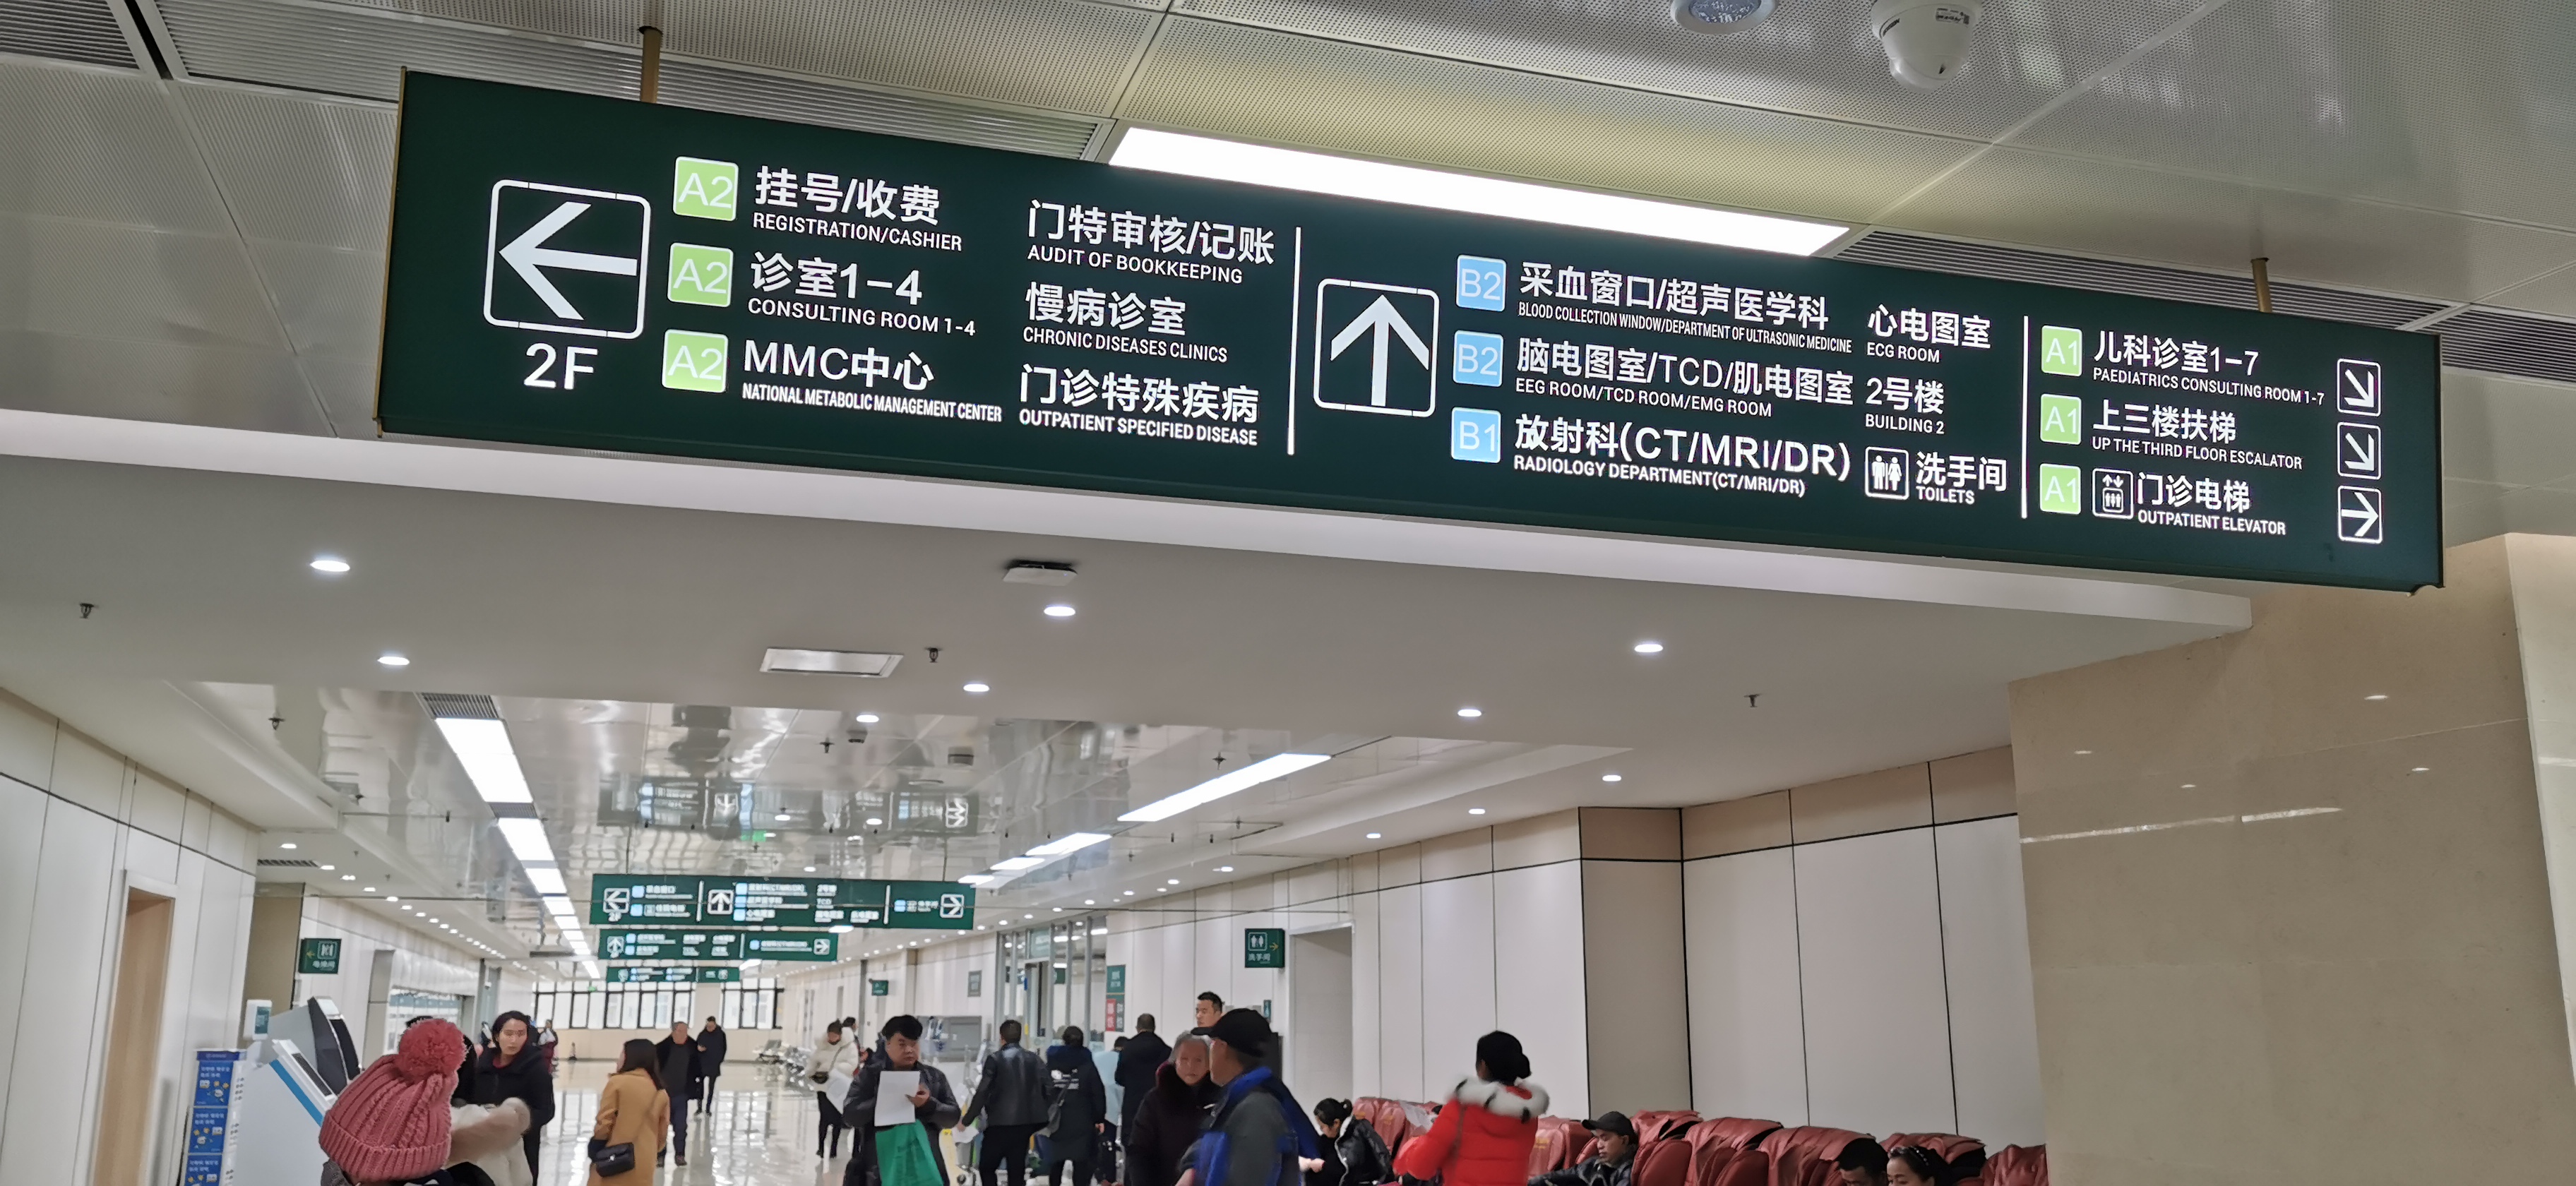 2F
A2 挂号/收费
REGISTRATION/CASHIER
A2 诊室1-4
CONSULTING ROOM 1-4
A2 MMC中心
NATIONAL METABOLIC MANAGEMENT CENTER
门特审核/记账
AUDIT OF BOOKKEEPING
慢病诊室
CHRONIC DISEASES CLINICS
门诊特殊疾病
OUTPATIENT SPECIFIED DISEASE
B2 采血窗口/超声医学科
BLOOD COLLECTION WINDOW/DEPARTMENT OF ULTRASONIC MEDICINE
B2 脑电图室/TCD/肌电图室
EEG ROOM/TCD ROOM/EMG ROOM
B1 放射科(CT/MRI/DR)
RADIOLOGY DEPARTMENT(CT/MRI/DR)
心电图室
ECG ROOM
2号楼
BUILDING 2
洗手间
TOILETS
A1 儿科诊室1-7
PAEDIATRICS CONSULTING ROOM 1-7
A1 上三楼扶梯
UP THE THIRD FLOOR ESCALATOR
A1 门诊电梯
OUTPATIENT ELEVATOR
2F
TCD
洗手间